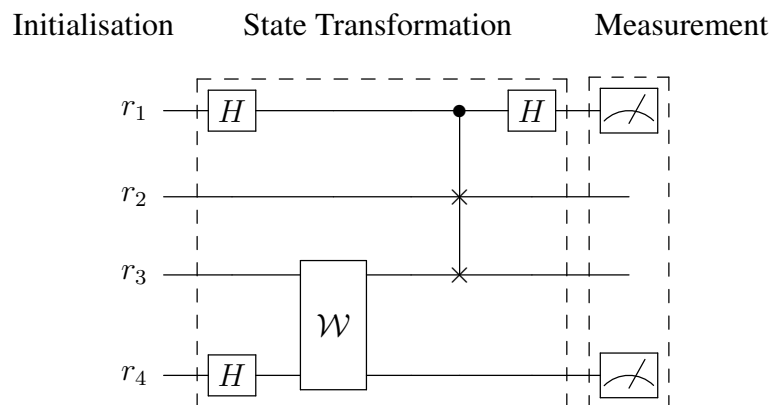 Initialisation State Transformation Measurement
r₁ H H
r₂
r₃
𝒲
r₄ H